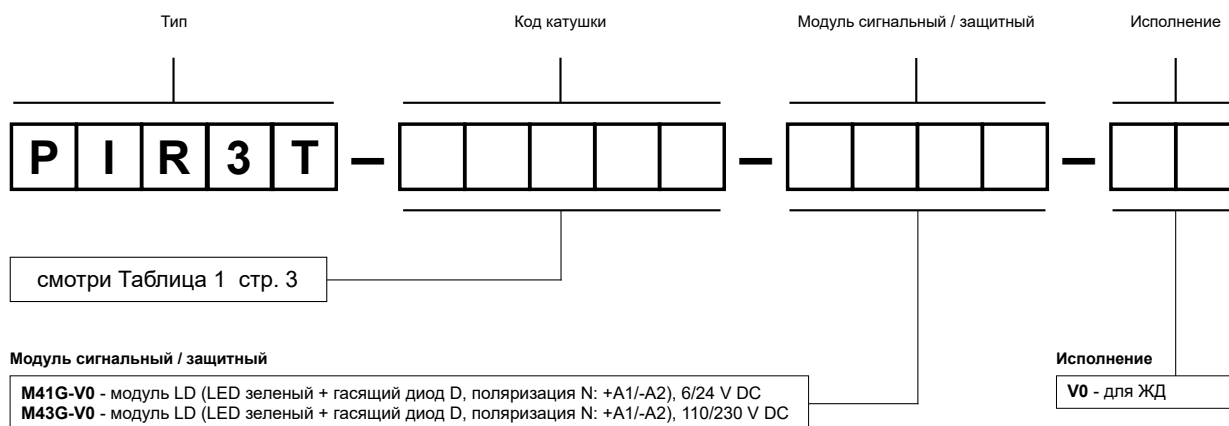 Тип Код катушки Модуль сигнальный / защитный Исполнение
P I R 3 T – – –
смотри Таблица 1 стр. 3
Модуль сигнальный / защитный
M41G-V0 - модуль LD (LED зеленый + гасящий диод D, поляризация N: +A1/-A2), 6/24 V DC
M43G-V0 - модуль LD (LED зеленый + гасящий диод D, поляризация N: +A1/-A2), 110/230 V DC
Исполнение
V0 - для ЖД